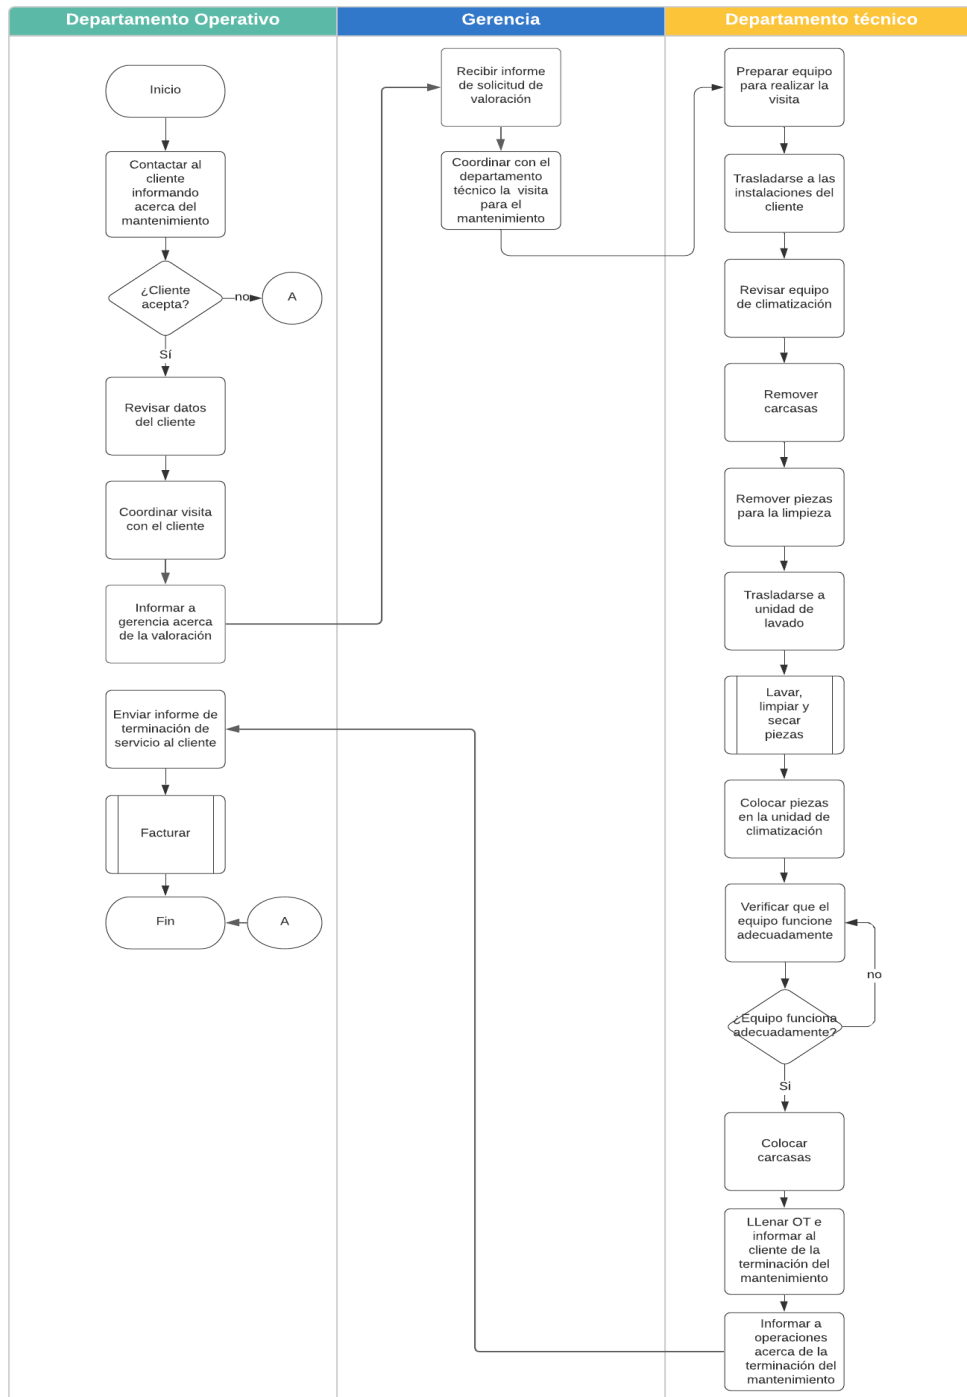 Departamento Operativo
Gerencia
Departamento técnico
Inicio
Contactar al
cliente
informando
acerca del
mantenimiento
¿Cliente
acepta?
no
A
Sí
Revisar datos
del cliente
Coordinar visita
con el cliente
Informar a
gerencia acerca
de la valoración
Enviar informe de
terminación de
servicio al cliente
Facturar
Fin
A
Recibir informe
de solicitud de
valoración
Coordinar con el
departamento
técnico la visita
para el
mantenimiento
Preparar equipo
para realizar la
visita
Trasladarse a las
instalaciones del
cliente
Revisar equipo
de climatización
Remover
carcasas
Remover piezas
para la limpieza
Trasladarse a
unidad de
lavado
Lavar,
limpiar y
secar
piezas
Colocar piezas
en la unidad de
climatización
Verificar que el
equipo funcione
adecuadamente
no
¿Equipo funciona
adecuadamente?
Si
Colocar
carcasas
LLenar OT e
informar al
cliente de la
terminación del
mantenimiento
Informar a
operaciones
acerca de la
terminación del
mantenimiento